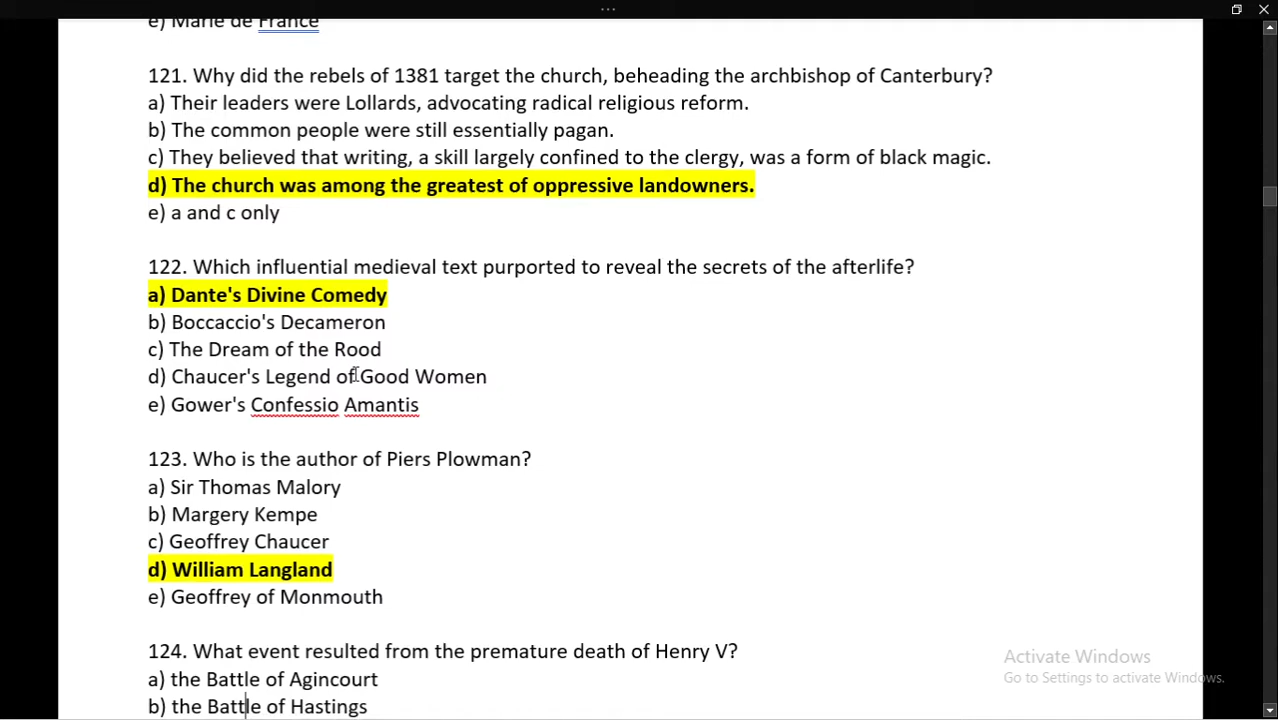 e) Marie de France
121. Why did the rebels of 1381 target the church, beheading the archbishop of Canterbury?
a) Their leaders were Lollards, advocating radical religious reform.
b) The common people were still essentially pagan.
c) They believed that writing, a skill largely confined to the clergy, was a form of black magic.
d) The church was among the greatest of oppressive landowners.
e) a and c only
122. Which influential medieval text purported to reveal the secrets of the afterlife?
a) Dante's Divine Comedy
b) Boccaccio's Decameron
c) The Dream of the Rood
d) Chaucer's Legend of Good Women
e) Gower's Confessio Amantis
123. Who is the author of Piers Plowman?
a) Sir Thomas Malory
b) Margery Kempe
c) Geoffrey Chaucer
d) William Langland
e) Geoffrey of Monmouth
124. What event resulted from the premature death of Henry V?
a) the Battle of Agincourt
b) the Battle of Hastings
Activate Windows
Go to Settings to activate Windows.